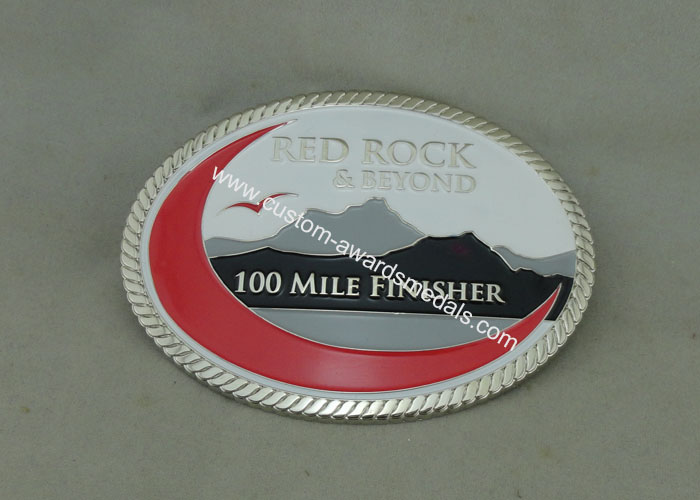 RED ROCK
& BEYOND
100 MILE FINISHER
www.custom-awardsmedals.com